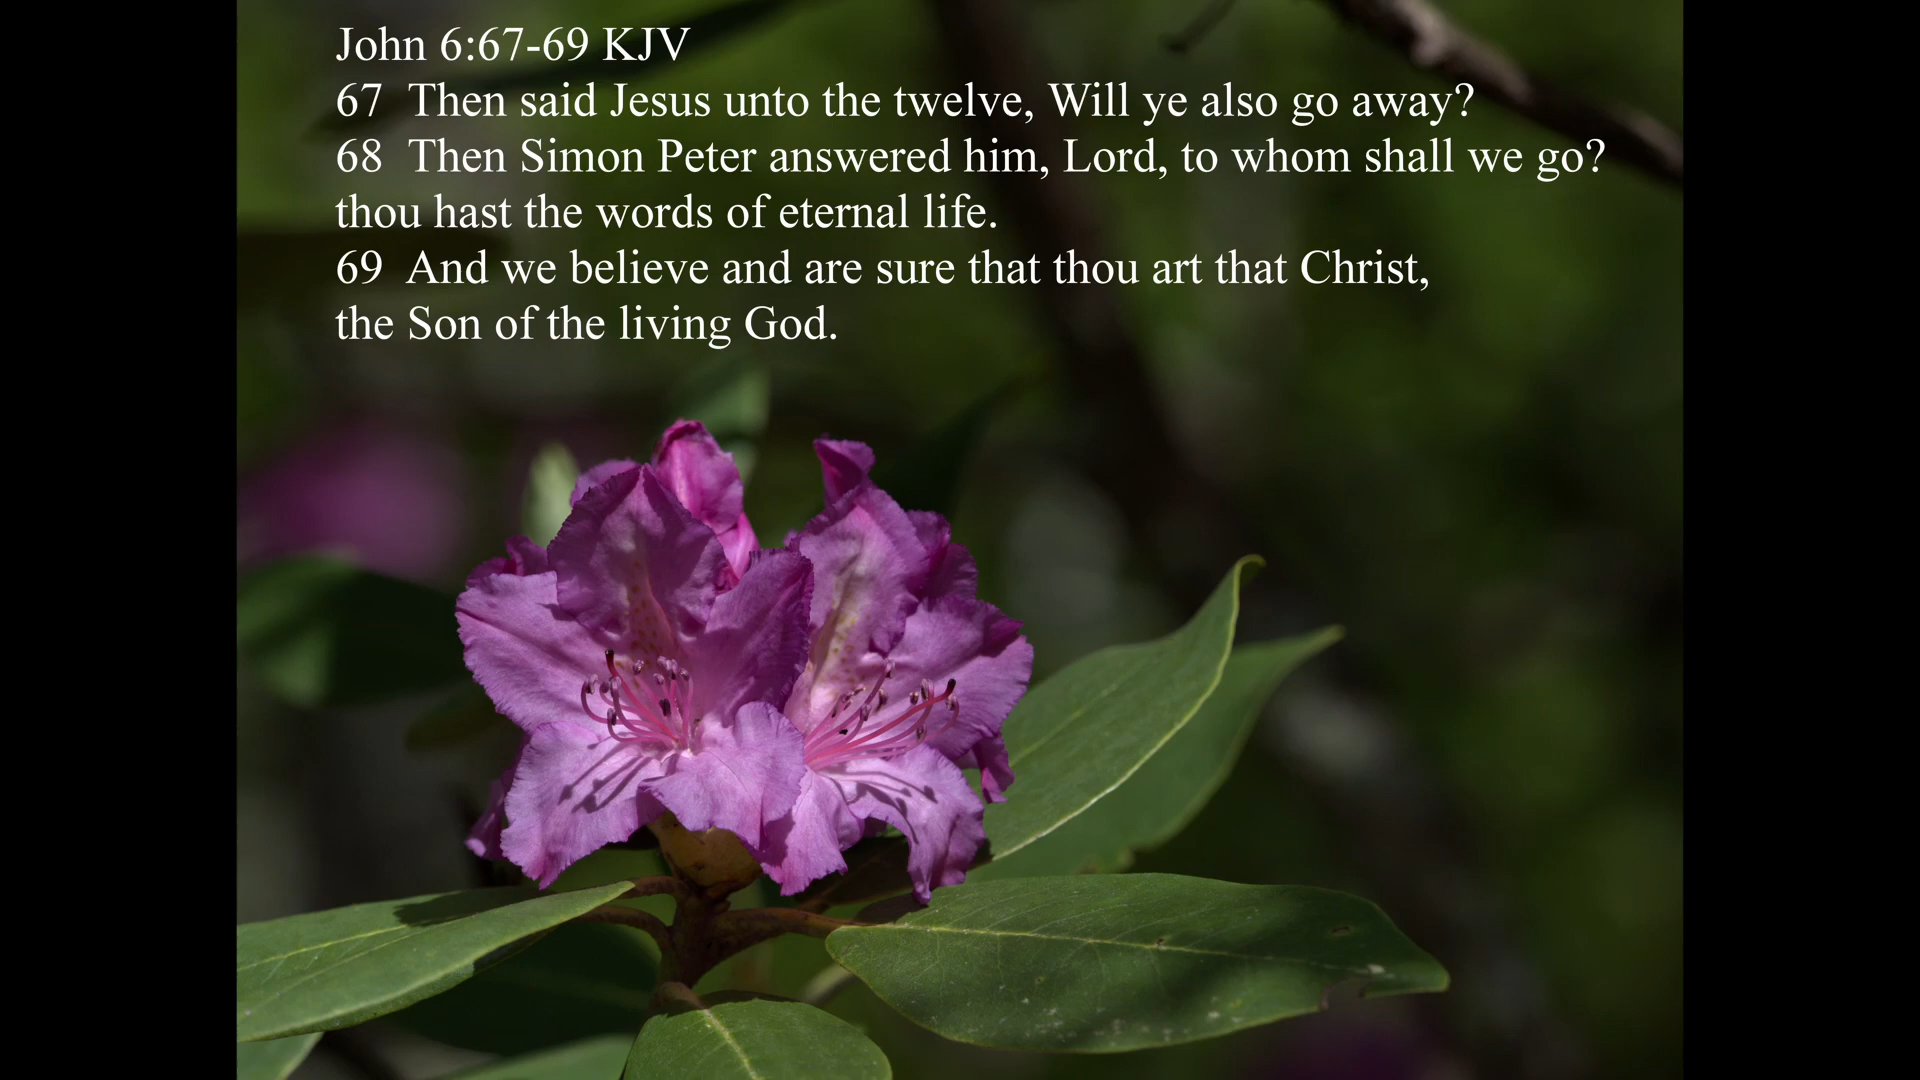 John 6:67-69 KJV
67  Then said Jesus unto the twelve, Will ye also go away?
68  Then Simon Peter answered him, Lord, to whom shall we go?
thou hast the words of eternal life.
69  And we believe and are sure that thou art that Christ,
the Son of the living God.